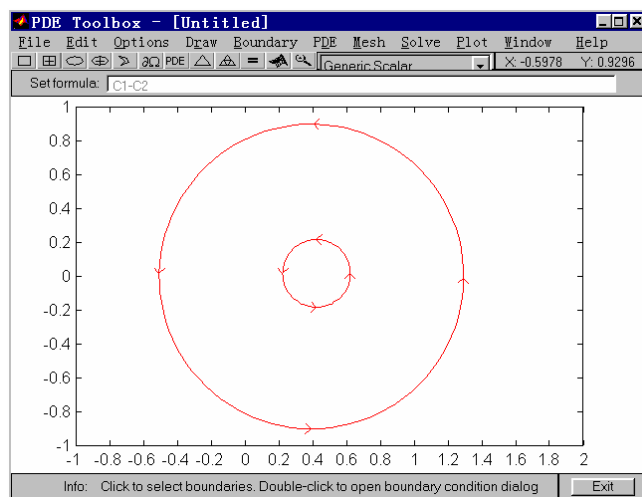 PDE Toolbox - [Untitled]
File Edit Options Draw Boundary PDE Mesh Solve Plot Window Help
∂Ω PDE = Generic Scalar X: -0.5978 Y: 0.9296
Set formula: C1-C2
1
0.8
0.6
0.4
0.2
0
-0.2
-0.4
-0.6
-0.8
-1
-1 -0.8 -0.6 -0.4 -0.2 0 0.2 0.4 0.6 0.8 1 1.2 1.4 1.6 1.8 2
Info: Click to select boundaries. Double-click to open boundary condition dialog Exit